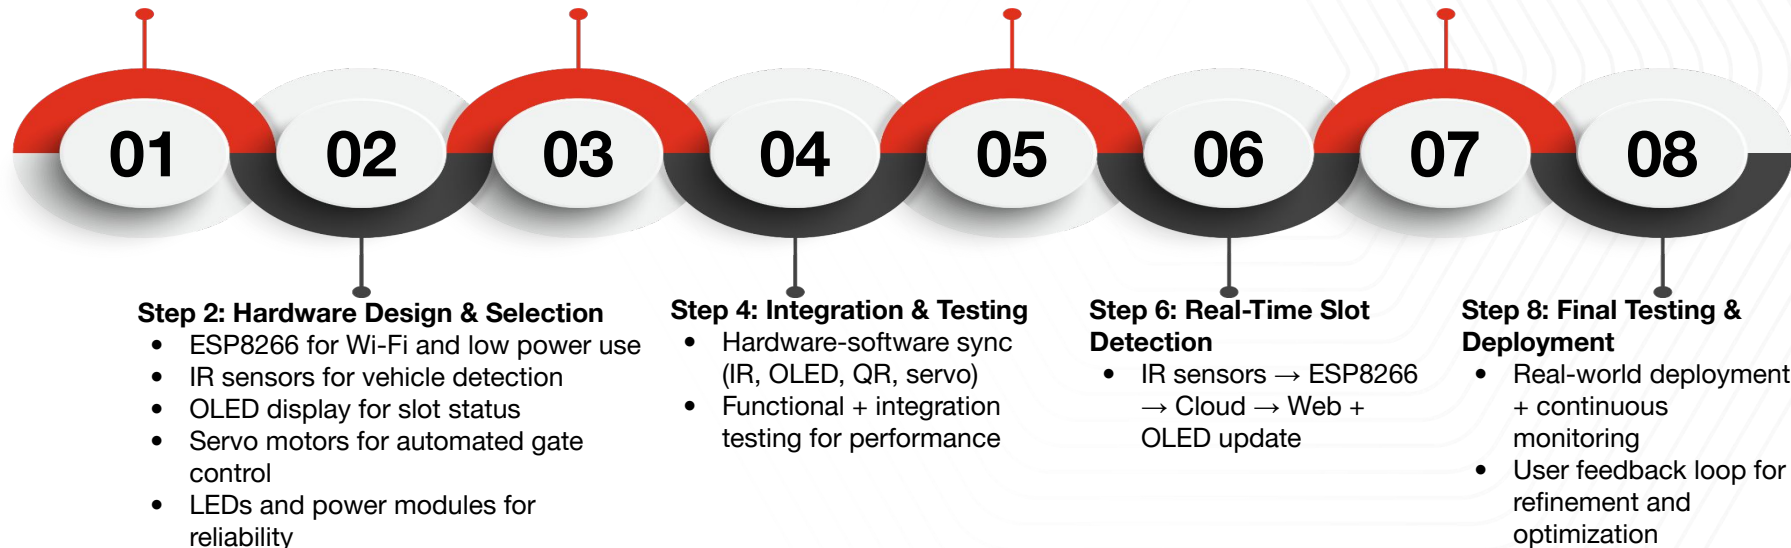 01
02
03
04
05
06
07
08
Step 2: Hardware Design & Selection
• ESP8266 for Wi-Fi and low power use
• IR sensors for vehicle detection
• OLED display for slot status
• Servo motors for automated gate
control
• LEDs and power modules for
reliability
Step 4: Integration & Testing
• Hardware-software sync
(IR, OLED, QR, servo)
• Functional + integration
testing for performance
Step 6: Real-Time Slot
Detection
• IR sensors → ESP8266
→ Cloud → Web +
OLED update
Step 8: Final Testing &
Deployment
• Real-world deployment
+ continuous
monitoring
• User feedback loop for
refinement and
optimization